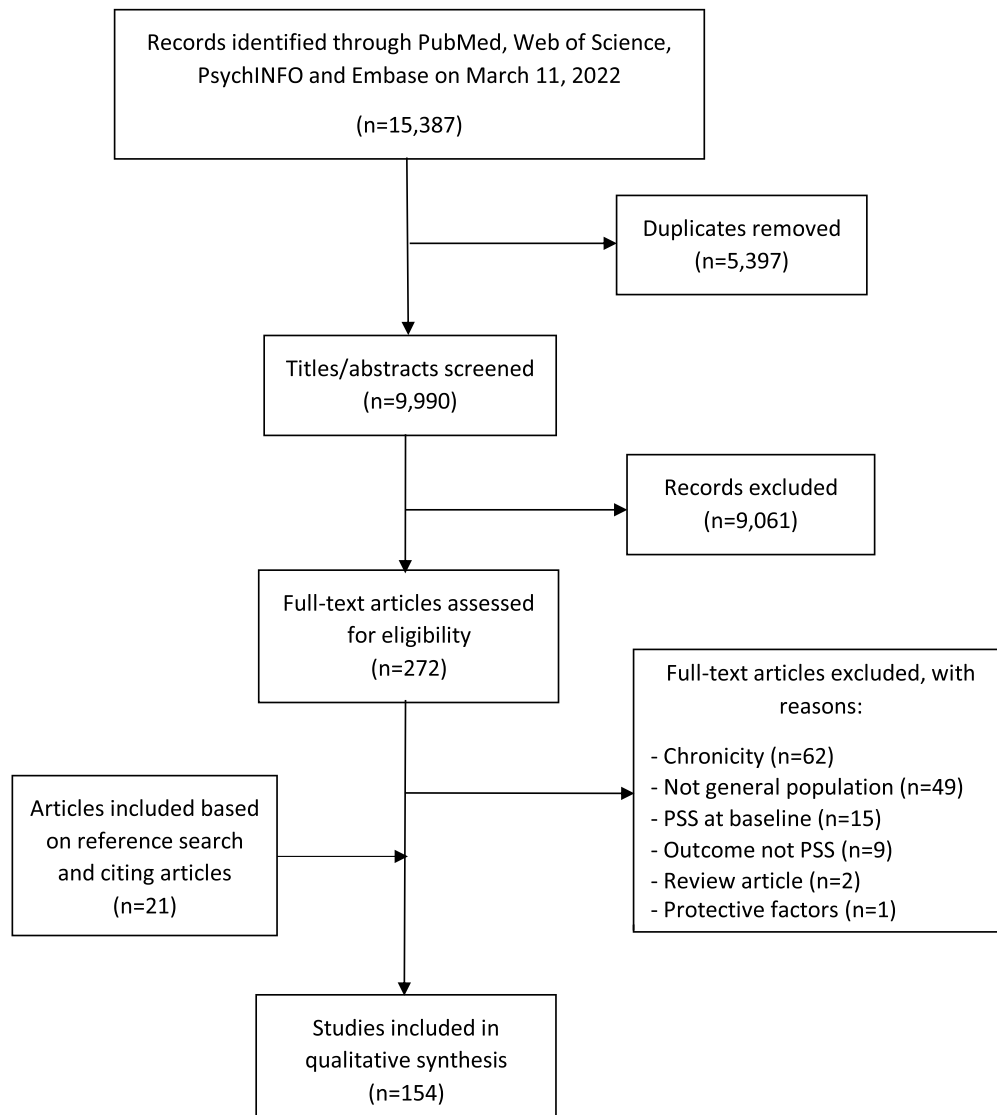 Records identified through PubMed, Web of Science,
PsychINFO and Embase on March 11, 2022
(n=15,387)
Duplicates removed
(n=5,397)
Titles/abstracts screened
(n=9,990)
Records excluded
(n=9,061)
Full-text articles assessed
for eligibility
(n=272)
Full-text articles excluded, with
reasons:
- Chronicity (n=62)
- Not general population (n=49)
- PSS at baseline (n=15)
- Outcome not PSS (n=9)
- Review article (n=2)
- Protective factors (n=1)
Articles included based
on reference search
and citing articles
(n=21)
Studies included in
qualitative synthesis
(n=154)